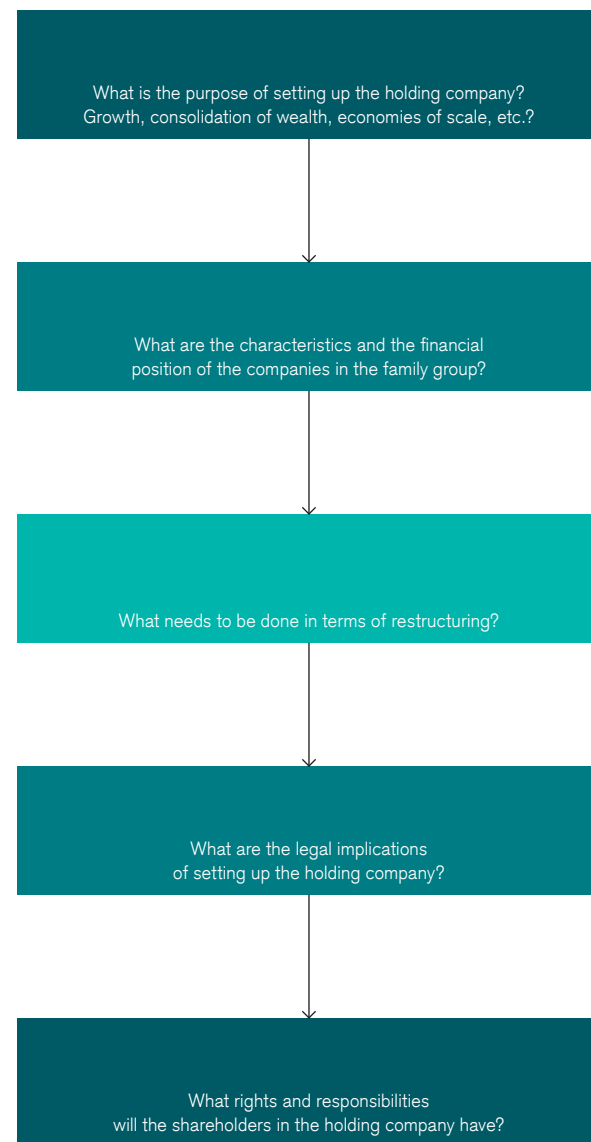 What is the purpose of setting up the holding company?
Growth, consolidation of wealth, economies of scale, etc.?
What are the characteristics and the financial
position of the companies in the family group?
What needs to be done in terms of restructuring?
What are the legal implications
of setting up the holding company?
What rights and responsibilities
will the shareholders in the holding company have?